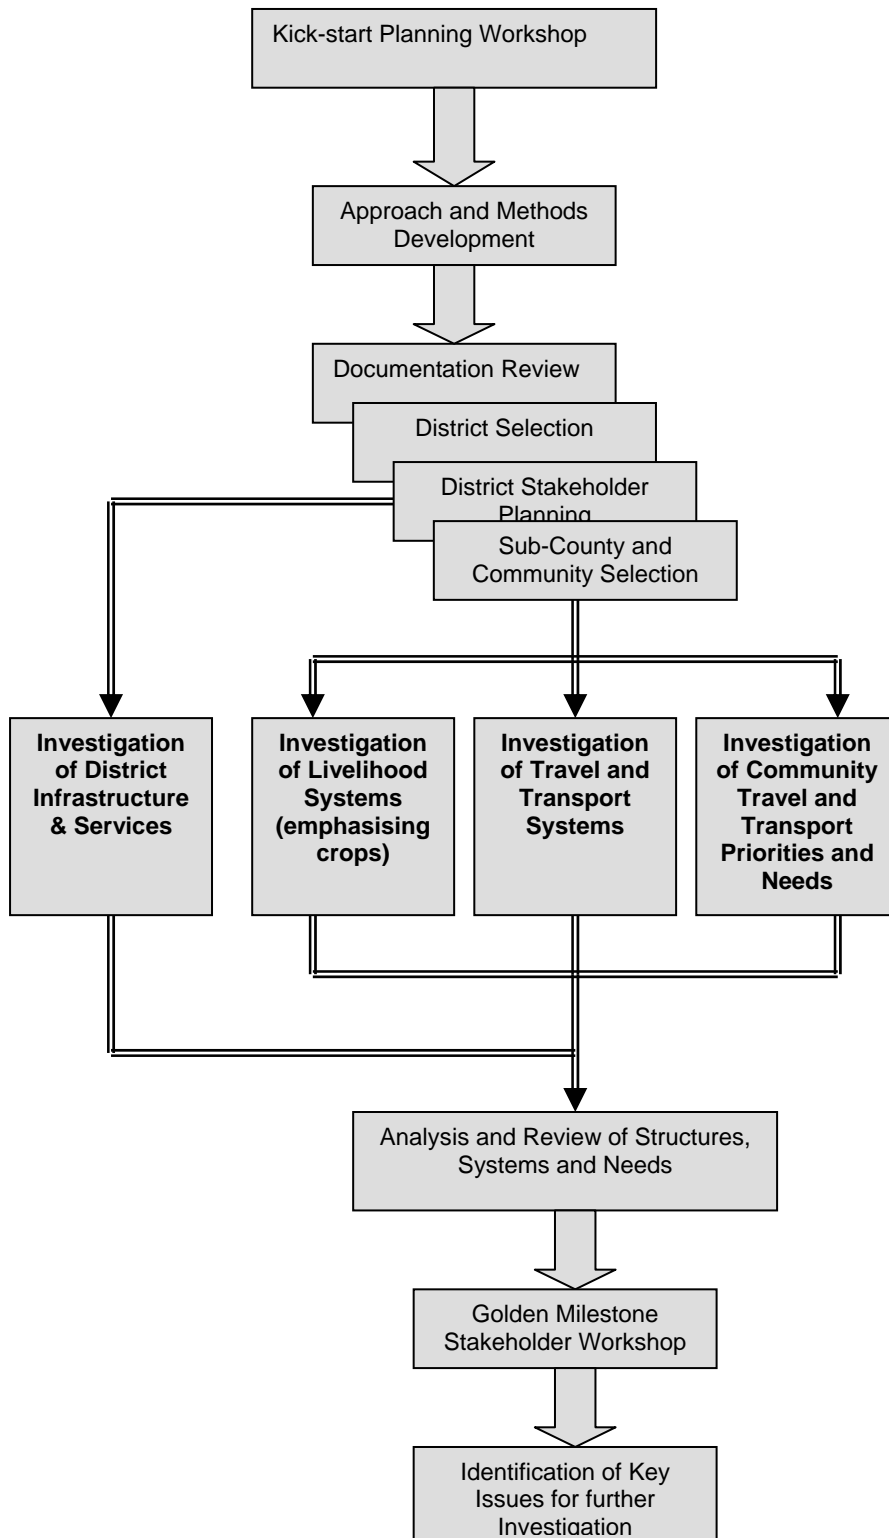 Kick-start Planning Workshop
Approach and Methods
Development
Documentation Review
District Selection
District Stakeholder
Planning
Sub-County and
Community Selection
Investigation
of District
Infrastructure
& Services
Investigation
of Livelihood
Systems
(emphasising
crops)
Investigation
of Travel and
Transport
Systems
Investigation
of Community
Travel and
Transport
Priorities and
Needs
Analysis and Review of Structures,
Systems and Needs
Golden Milestone
Stakeholder Workshop
Identification of Key
Issues for further
Investigation